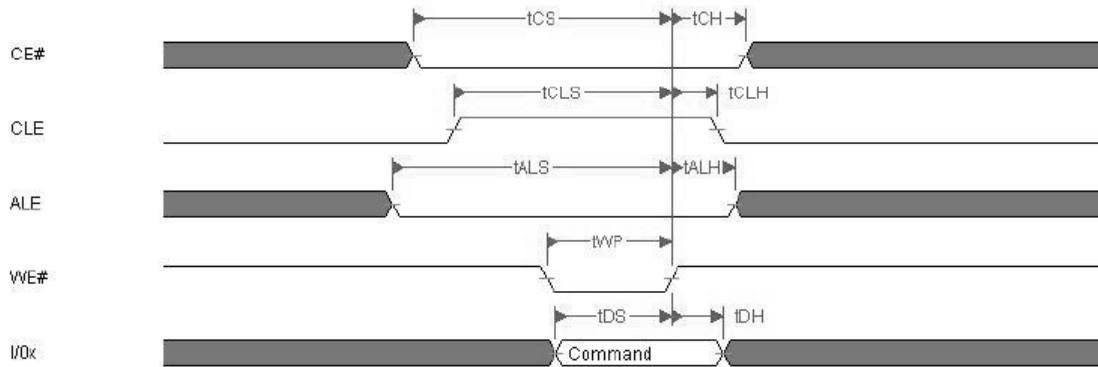 tCS tCH
CE#
tCLS tCLH
CLE
tALS tALH
ALE
tWP
WE#
tDS tDH
I/0x Command